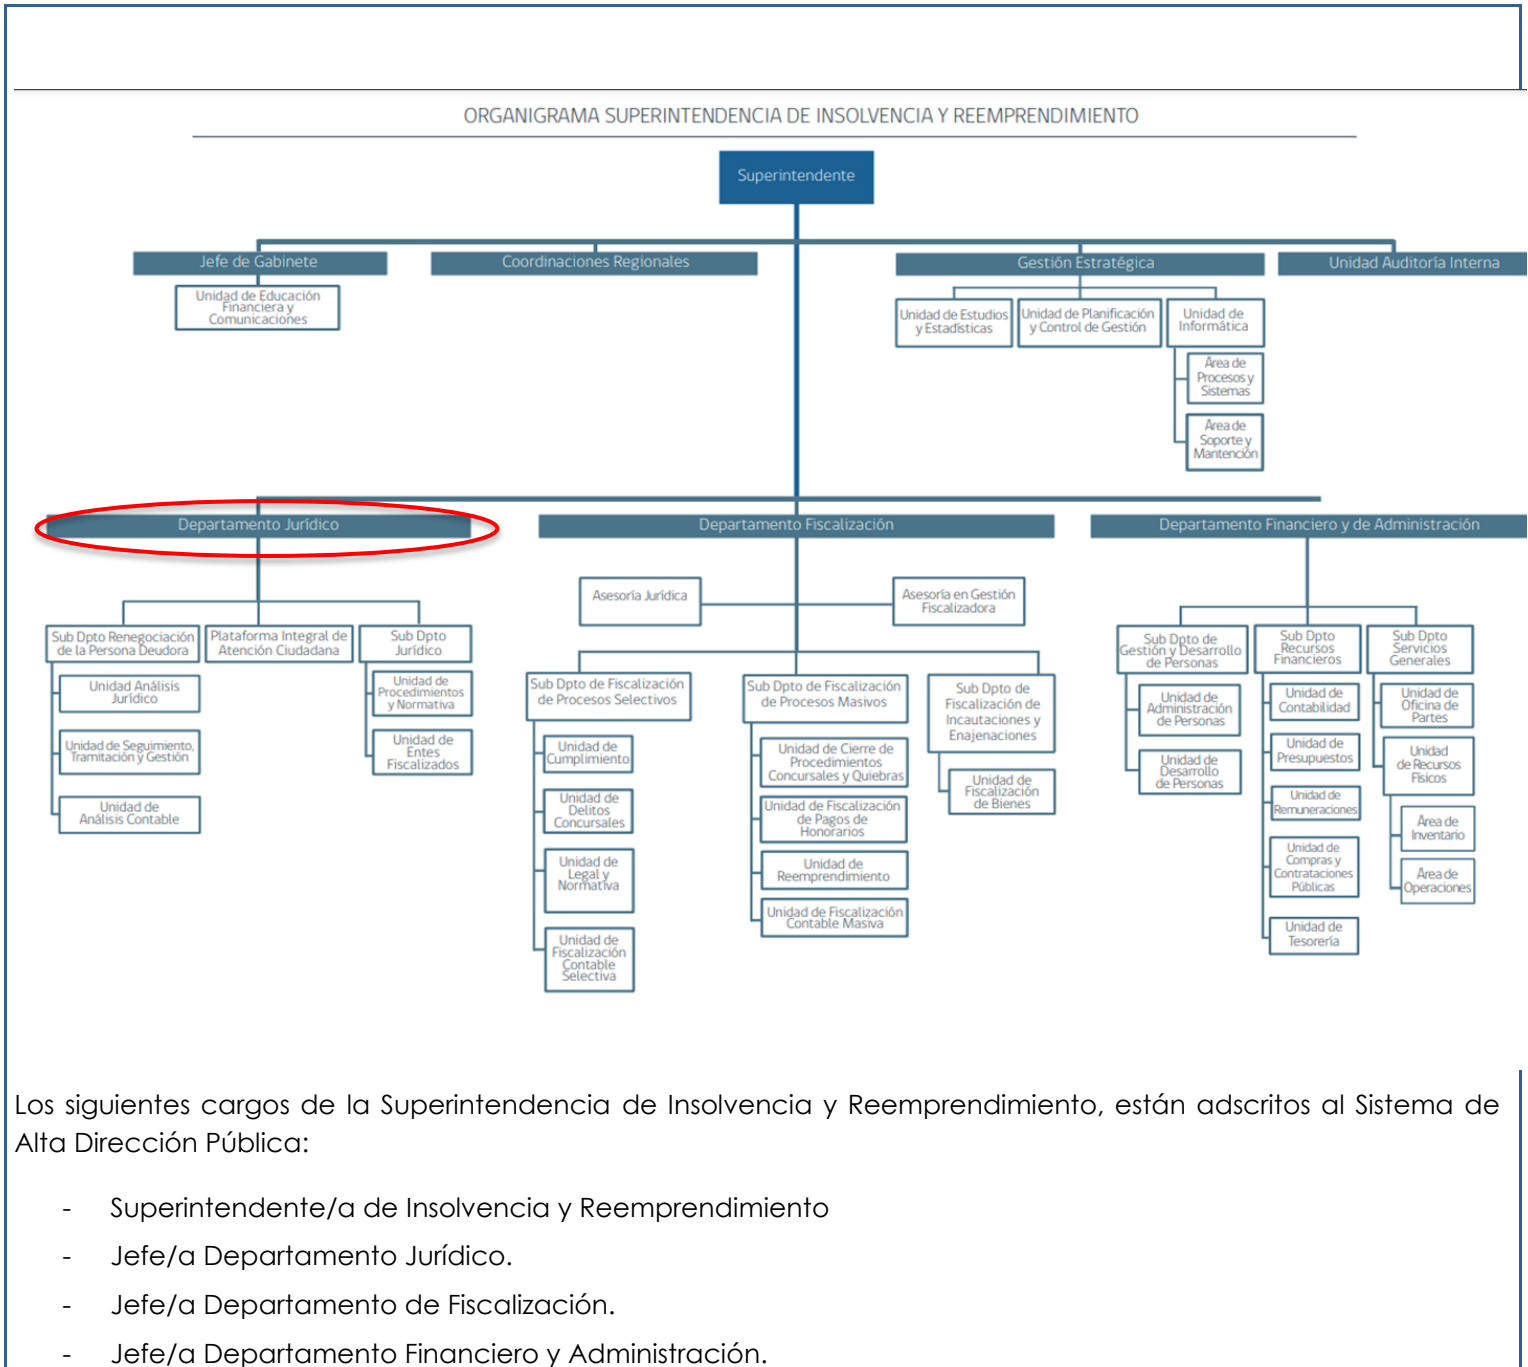 ORGANIGRAMA SUPERINTENDENCIA DE INSOLVENCIA Y REEMPRENDIMIENTO
Superintendente
Jefe de Gabinete
Coordinaciones Regionales
Gestión Estratégica
Unidad Auditoría Interna
Unidad de Educación
Financiera y
Comunicaciones
Unidad de Estudios
y Estadísticas
Unidad de Planificación
y Control de Gestión
Unidad de
Informática
Área de
Procesos y
Sistemas
Área de
Soporte y
Mantención
Departamento Jurídico
Departamento Fiscalización
Departamento Financiero y de Administración
Sub Dpto Renegociación
de la Persona Deudora
Unidad Análisis
Jurídico
Unidad de Seguimiento,
Tramitación y Gestión
Unidad de
Análisis Contable
Plataforma Integral de
Atención Ciudadana
Sub Dpto
Jurídico
Unidad de
Procedimientos
y Normativa
Unidad de
Entes
Fiscalizados
Asesoría Jurídica
Asesoría en Gestión
Fiscalizadora
Sub Dpto de Fiscalización
de Procesos Selectivos
Unidad de
Cumplimiento
Unidad de
Delitos
Concursales
Unidad de
Legal y
Normativa
Unidad de
Fiscalización
Contable
Selectiva
Sub Dpto de Fiscalización
de Procesos Masivos
Unidad de Cierre de
Procedimientos
Concursales y Quiebras
Unidad de Fiscalización
de Pagos de
Honorarios
Unidad de
Reemprendimiento
Unidad de Fiscalización
Contable Masiva
Sub Dpto de
Fiscalización de
Incautaciones y
Enajenaciones
Unidad de
Fiscalización
de Bienes
Sub Dpto de
Gestión y Desarrollo
de Personas
Unidad de
Administración
de Personas
Unidad de
Desarrollo
de Personas
Sub Dpto
Recursos
Financieros
Unidad de
Contabilidad
Unidad de
Presupuestos
Unidad de
Remuneraciones
Unidad de
Compras y
Contrataciones
Públicas
Unidad de
Tesorería
Sub Dpto
Servicios
Generales
Unidad de
Oficina de
Partes
Unidad
de Recursos
Físicos
Área de
Inventario
Área de
Operaciones
Los siguientes cargos de la Superintendencia de Insolvencia y Reemprendimiento, están adscritos al Sistema de
Alta Dirección Pública:
- Superintendente/a de Insolvencia y Reemprendimiento
- Jefe/a Departamento Jurídico.
- Jefe/a Departamento de Fiscalización.
- Jefe/a Departamento Financiero y Administración.